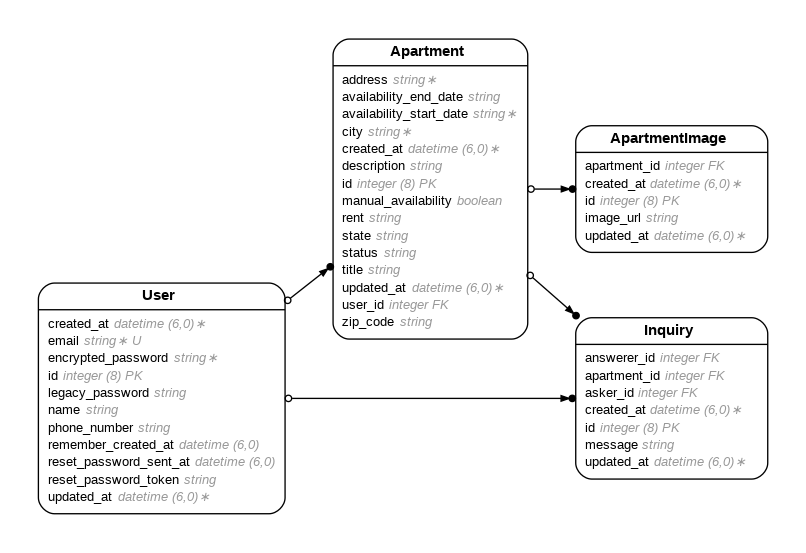 Apartment
address string∗
availability_end_date string
availability_start_date string∗
city string∗
created_at datetime (6,0)∗
description string
id integer (8) PK
manual_availability boolean
rent string
state string
status string
title string
updated_at datetime (6,0)∗
user_id integer FK
zip_code string
ApartmentImage
apartment_id integer FK
created_at datetime (6,0)∗
id integer (8) PK
image_url string
updated_at datetime (6,0)∗
User
created_at datetime (6,0)∗
email string∗ U
encrypted_password string∗
id integer (8) PK
legacy_password string
name string
phone_number string
remember_created_at datetime (6,0)
reset_password_sent_at datetime (6,0)
reset_password_token string
updated_at datetime (6,0)∗
Inquiry
answerer_id integer FK
apartment_id integer FK
asker_id integer FK
created_at datetime (6,0)∗
id integer (8) PK
message string
updated_at datetime (6,0)∗